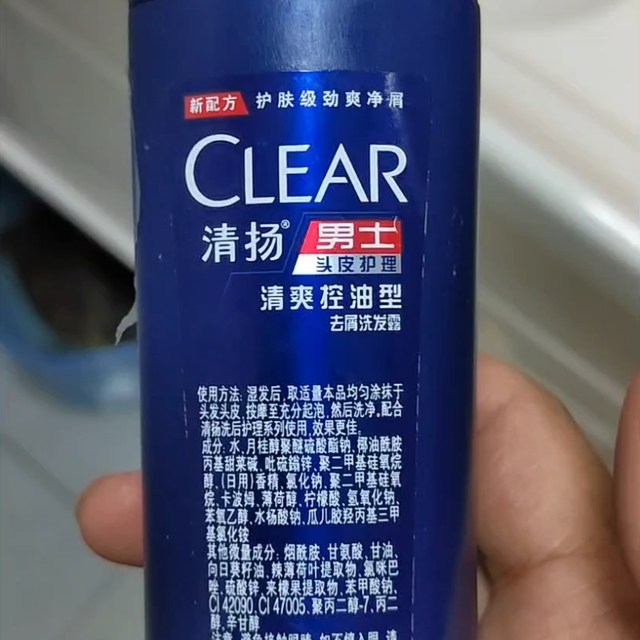 新配方 护肤级劲爽净屑
CLEAR
清扬® 男士
头皮护理
清爽控油型
去屑洗发露
使用方法: 湿发后, 取适量本品均匀涂抹于
头发头皮, 按摩至充分起泡, 然后洗净, 配合
清扬洗后护理系列使用, 效果更佳。
成分: 水、月桂醇聚醚硫酸酯钠、椰油酰胺
丙基甜菜碱、吡硫鎓锌、聚二甲基硅氧烷
醇、(日用)香精、氯化钠、聚二甲基硅氧
烷、卡波姆、薄荷醇、柠檬酸、氢氧化钠、
苯氧乙醇、水杨酸钠、瓜儿胶羟丙基三甲
基氯化铵
其他微量成分: 烟酰胺、甘氨酸、甘油、
向日葵籽油、辣薄荷叶提取物、氯咪巴
唑、硫酸锌、来檬果提取物、苯甲酸钠、
CI 42090、CI 47005、聚丙二醇-7、丙二
醇、辛甘醇